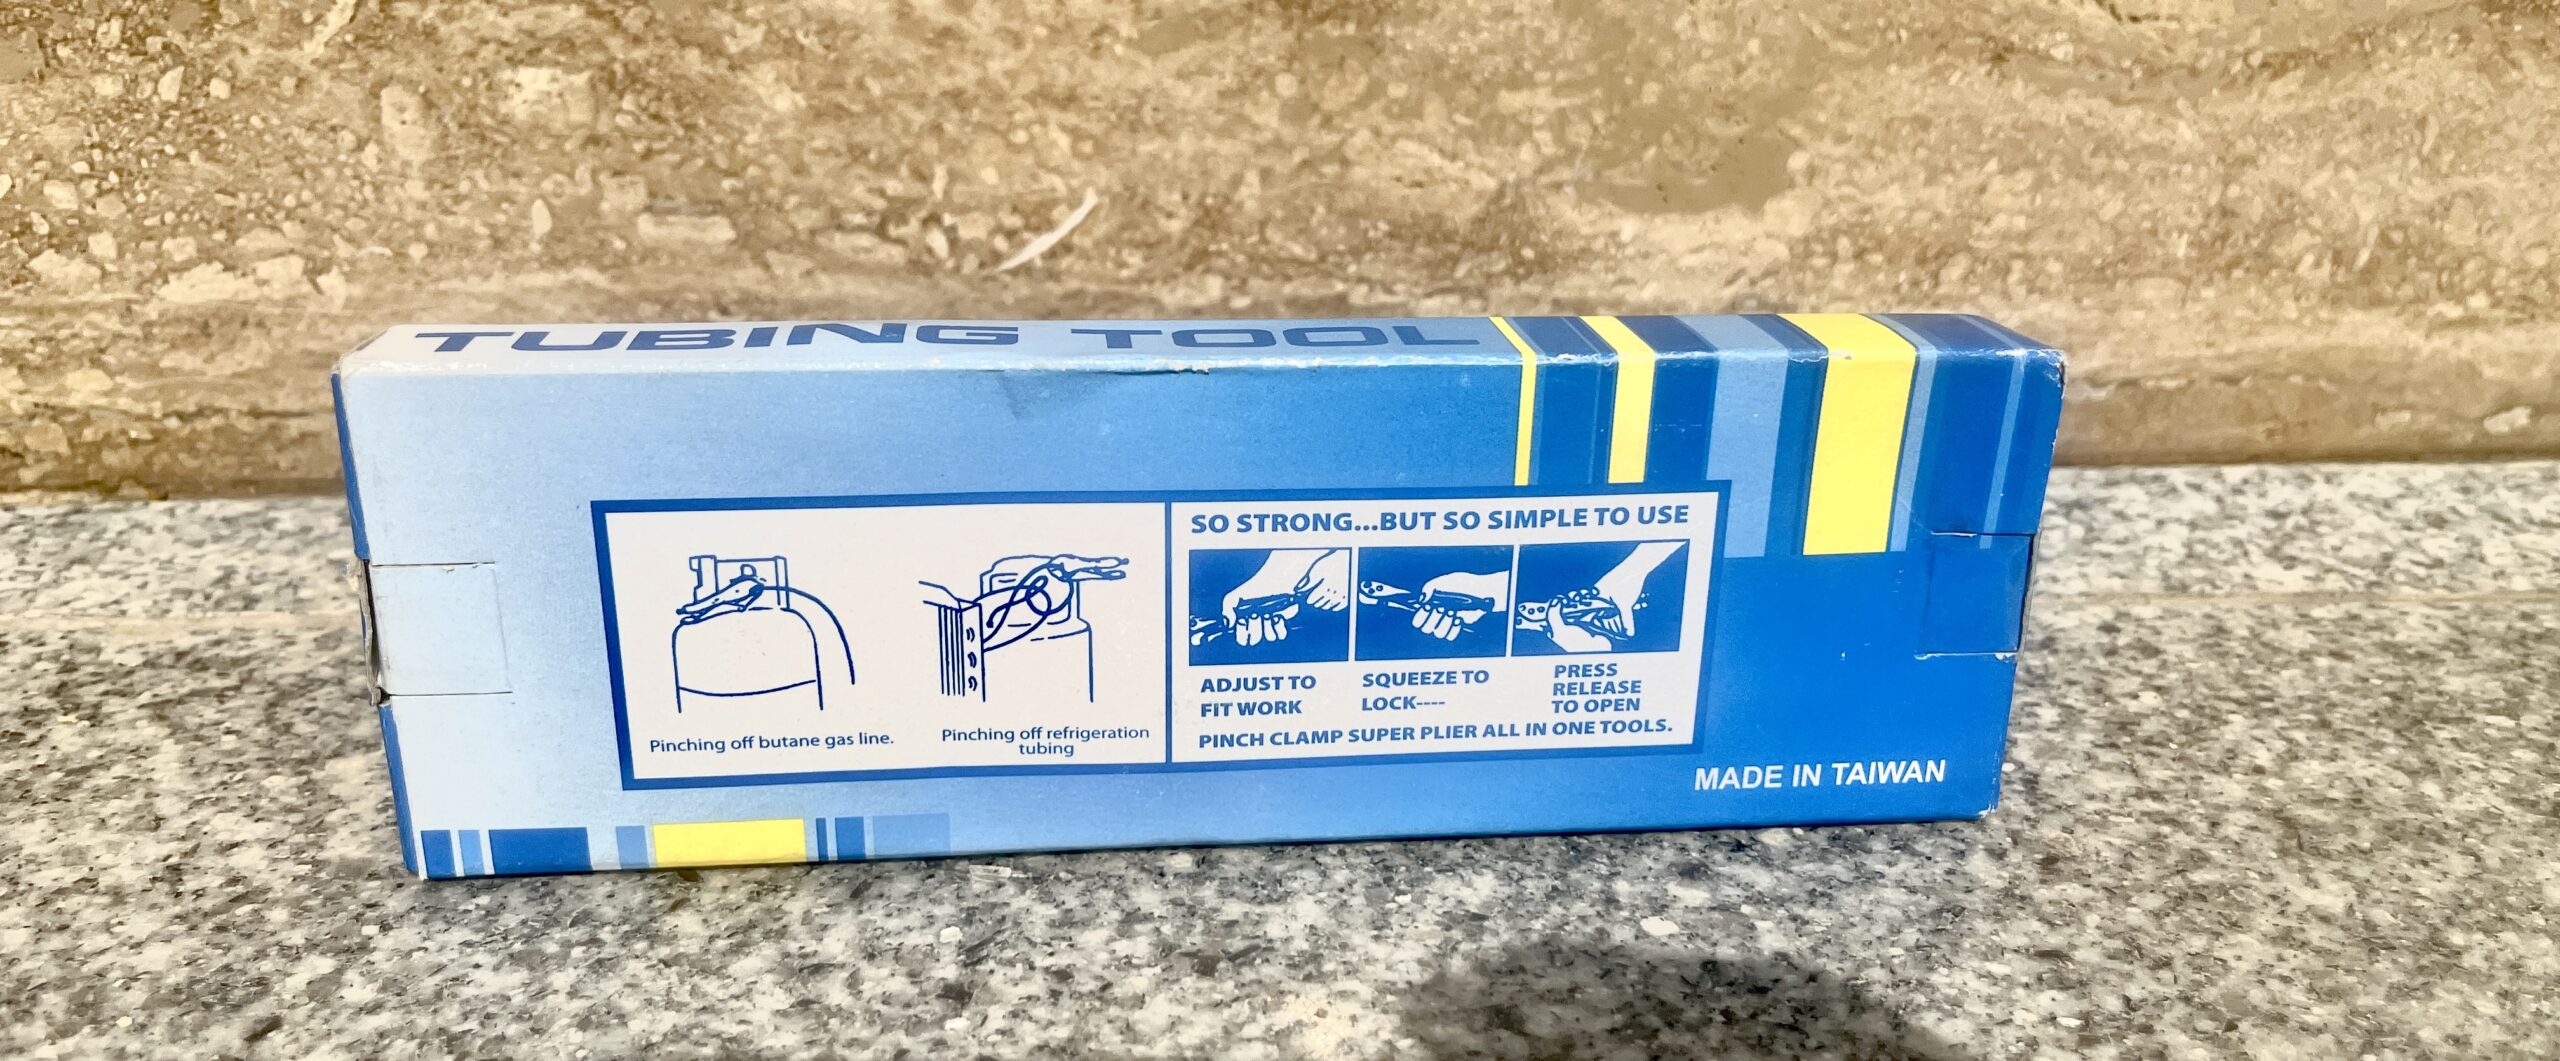 TUBING TOOL
SO STRONG...BUT SO SIMPLE TO USE
ADJUST TO
FIT WORK
SQUEEZE TO
LOCK----
PRESS
RELEASE
TO OPEN
PINCH CLAMP SUPER PLIER ALL IN ONE TOOLS.
Pinching off butane gas line.
Pinching off refrigeration
tubing
MADE IN TAIWAN